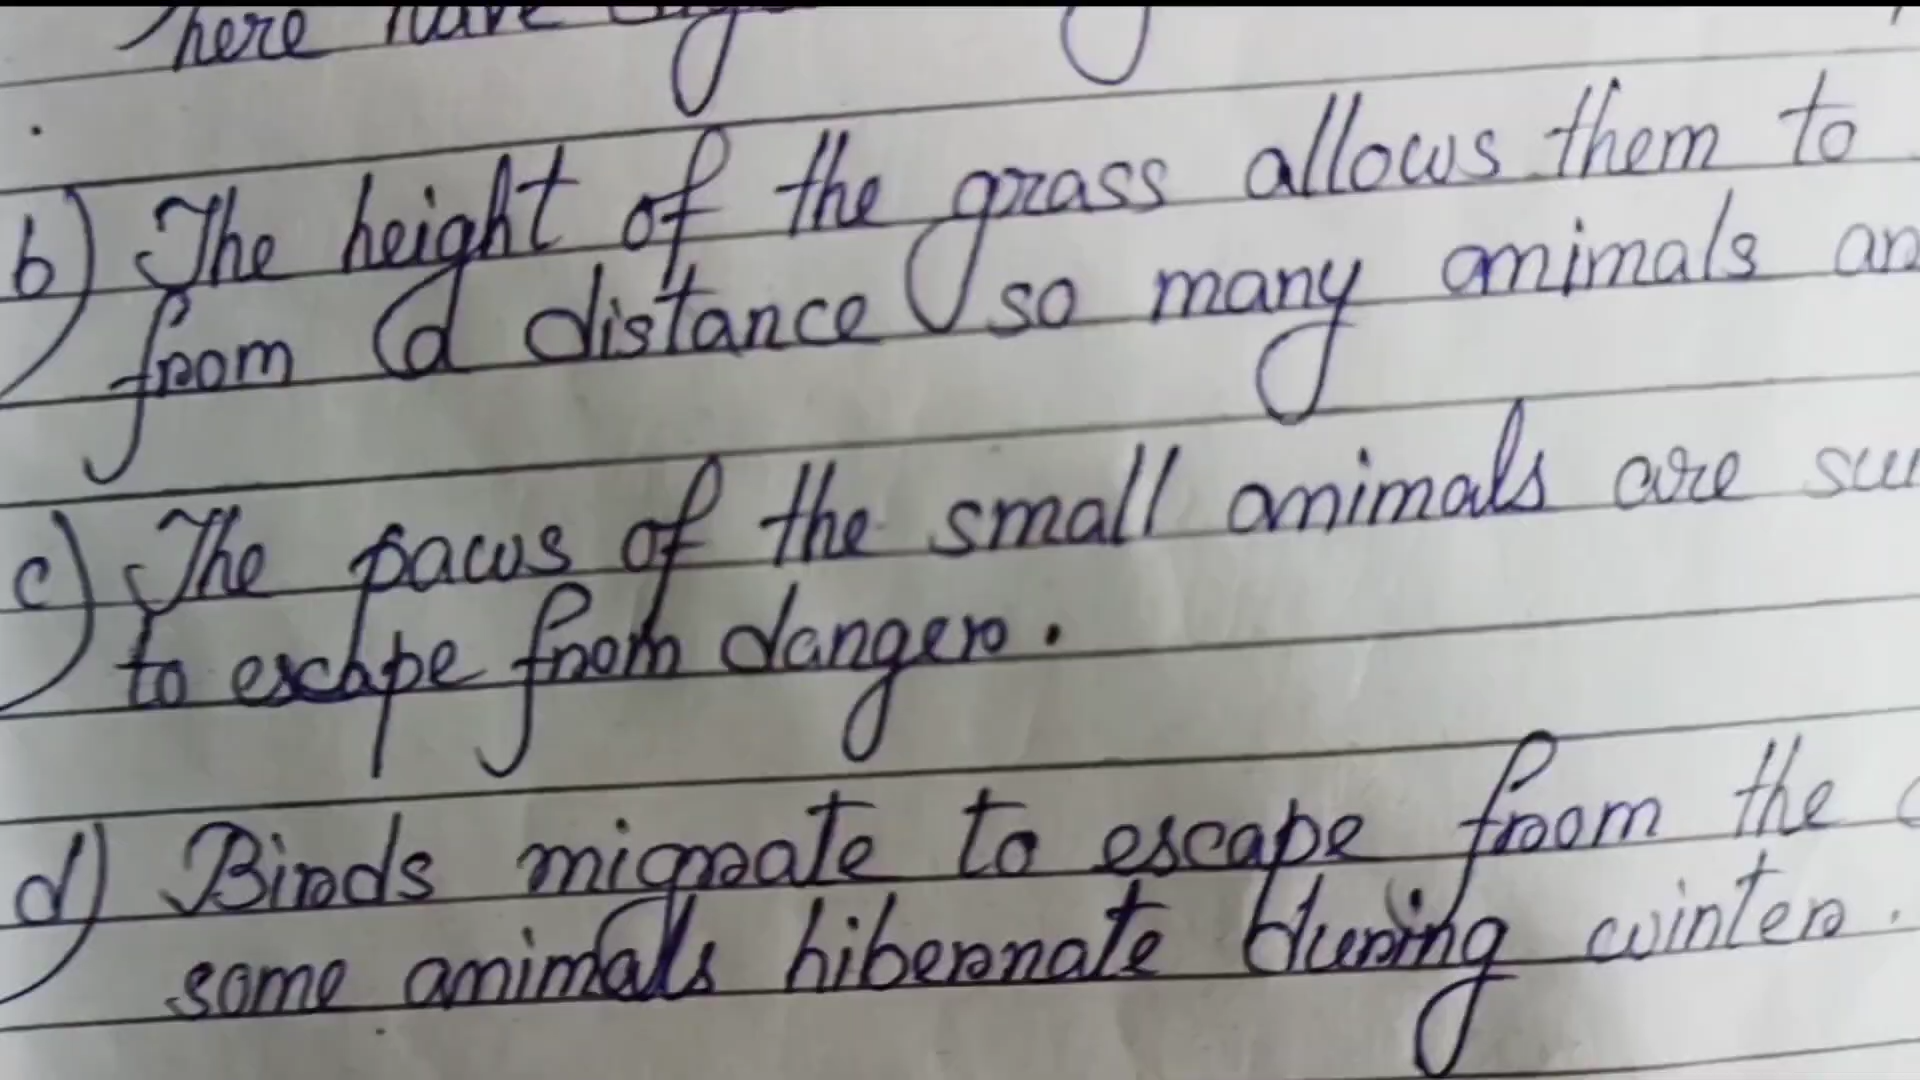 here have
b) The height of the grass allows them to
from a distance so many animals
c) The paws of the small animals are
to escape from danger.
d) Birds migrate to escape from the
some animals hibernate during winter.